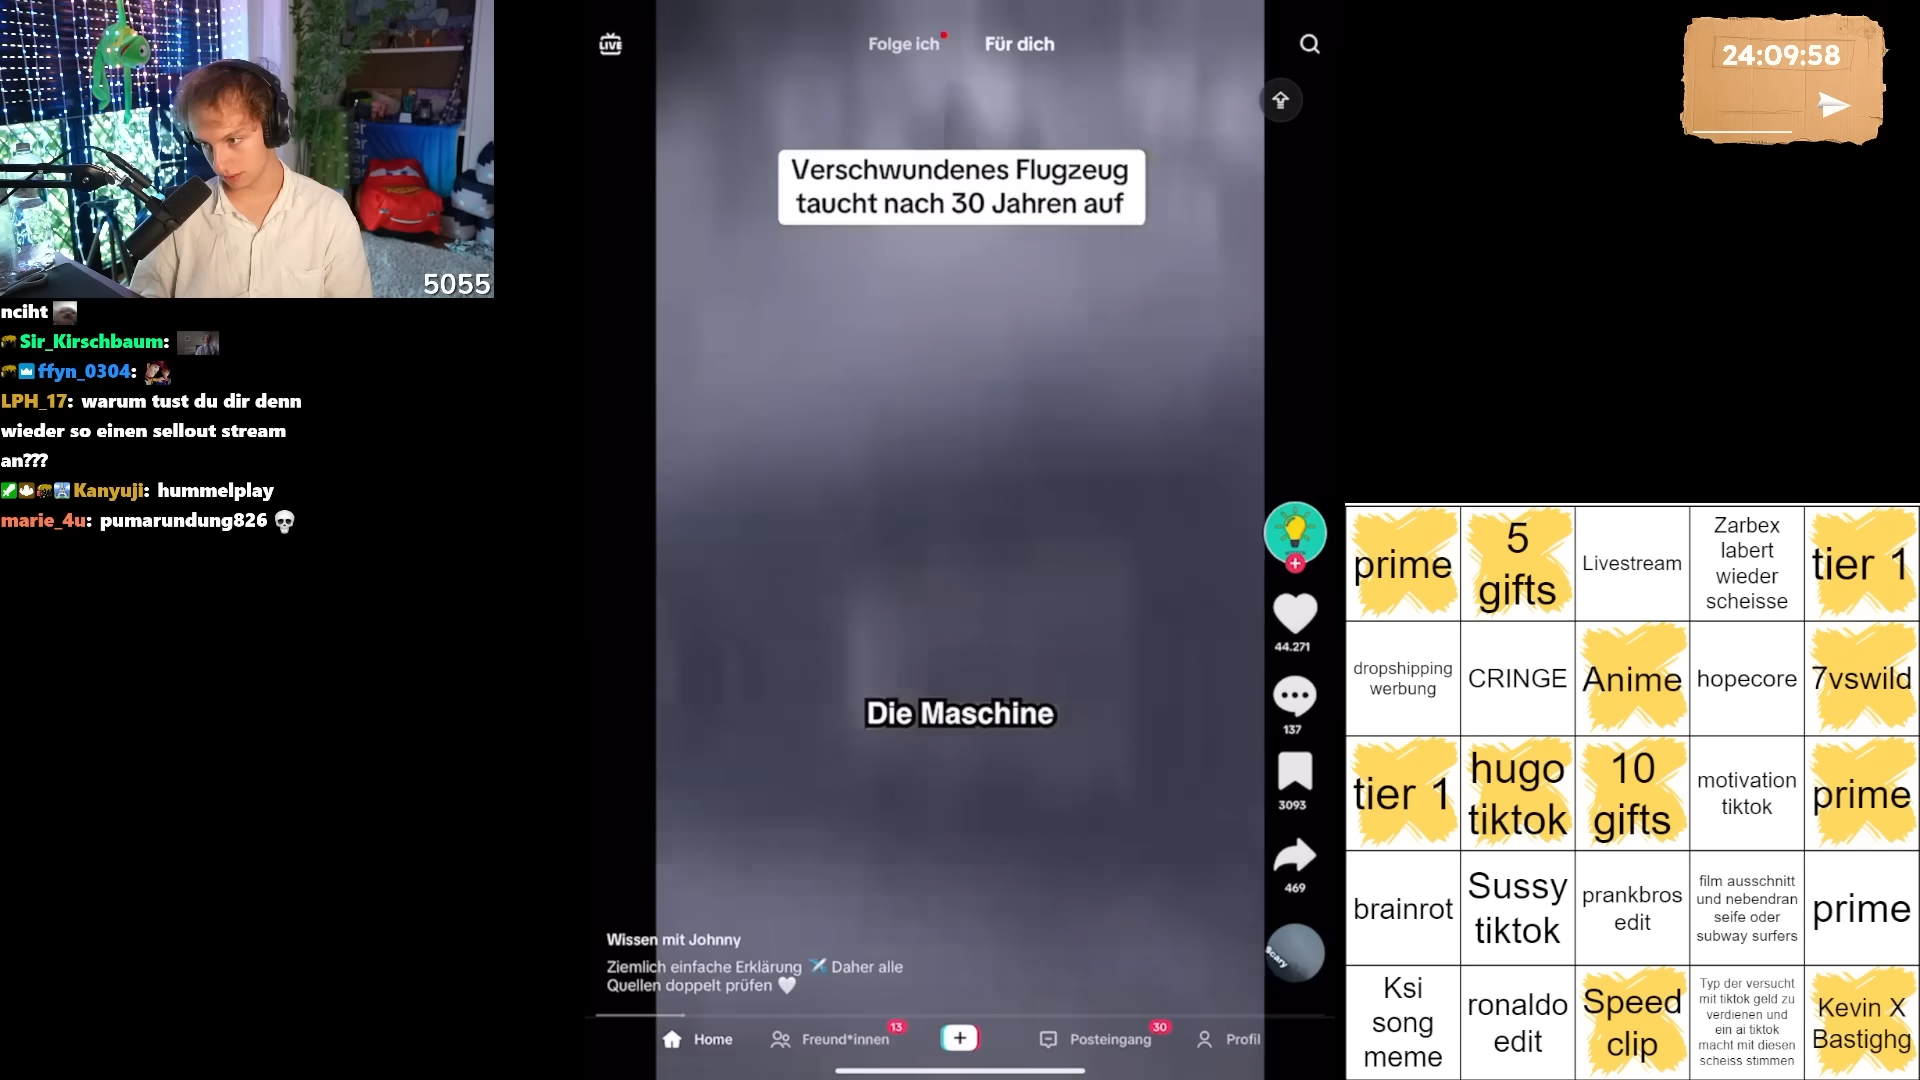 5055
nciht
Sir_Kirschbaum:
ffyn_0304:
LPH_17: warum tust du dir denn
wieder so einen sellout stream
an???
Kanyuji: hummelplay
marie_4u: pumarundung826 💀
LIVE
Folge ich
Für dich
Verschwundenes Flugzeug
taucht nach 30 Jahren auf
Die Maschine
44.271
137
3093
469
scary
Wissen mit Johnny
Ziemlich einfache Erklärung ✈️ Daher alle
Quellen doppelt prüfen 🤍
Home
Freund*innen
13
Posteingang
30
Profil
24:09:58
prime
5
gifts
Livestream
Zarbex
labert
wieder
scheisse
tier 1
dropshipping
werbung
CRINGE
Anime
hopecore
7vswild
tier 1
hugo
tiktok
10
gifts
motivation
tiktok
prime
brainrot
Sussy
tiktok
prankbros
edit
film ausschnitt
und nebendran
seife oder
subway surfers
prime
Ksi
song
meme
ronaldo
edit
Speed
clip
Typ der versucht
mit tiktok geld zu
verdienen und
ein ai tiktok
macht mit diesen
scheiss stimmen
Kevin X
Bastighg